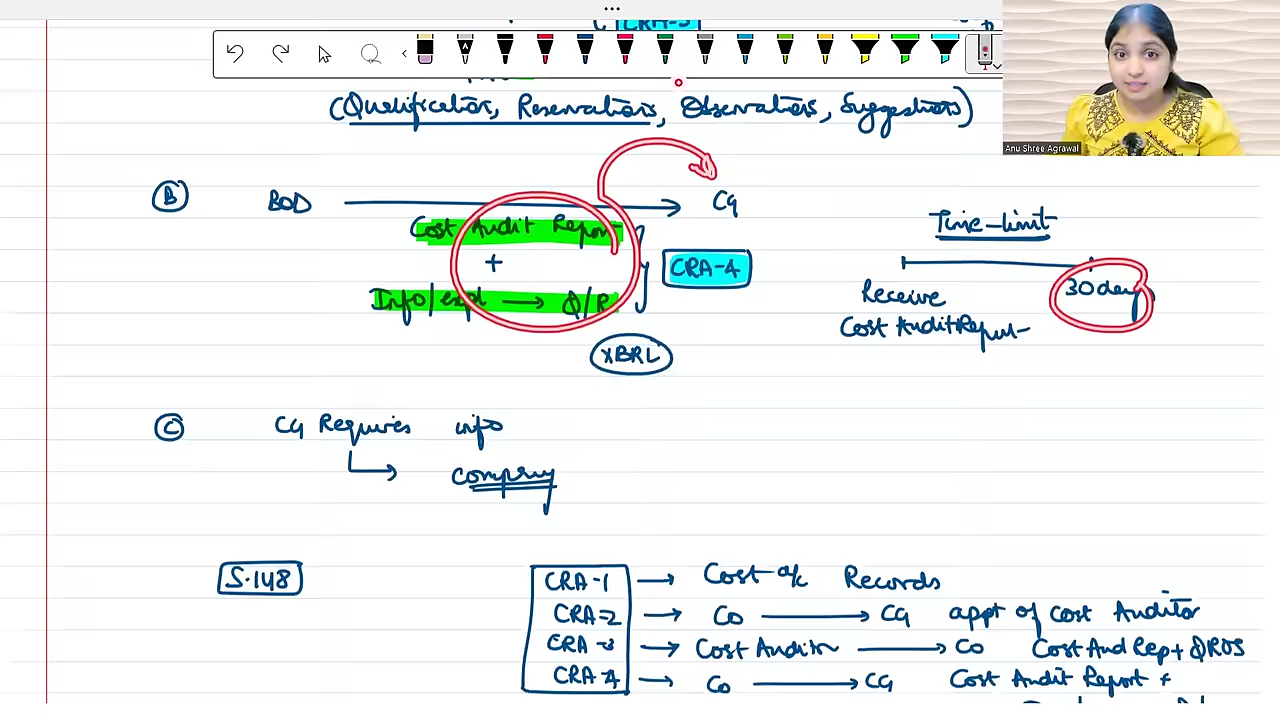 CRA-3
(Qualification, Reservations, Observations, Suggestions)
Anu Shree Agrawal
(B) BOD CG
Cost Audit Report
+
CRA-4
Info/expl → Q/R
XBRL
Time-limit
30 days
Receive
Cost Audit Report
(C) CG Requires info
company
S.148
CRA-1 → Cost a/c Records
CRA-2 → Co → CG appt of Cost Auditor
CRA-3 → Cost Auditor → Co Cost Aud Rep + QROS
CRA-4 → Co → CG Cost Audit Report +